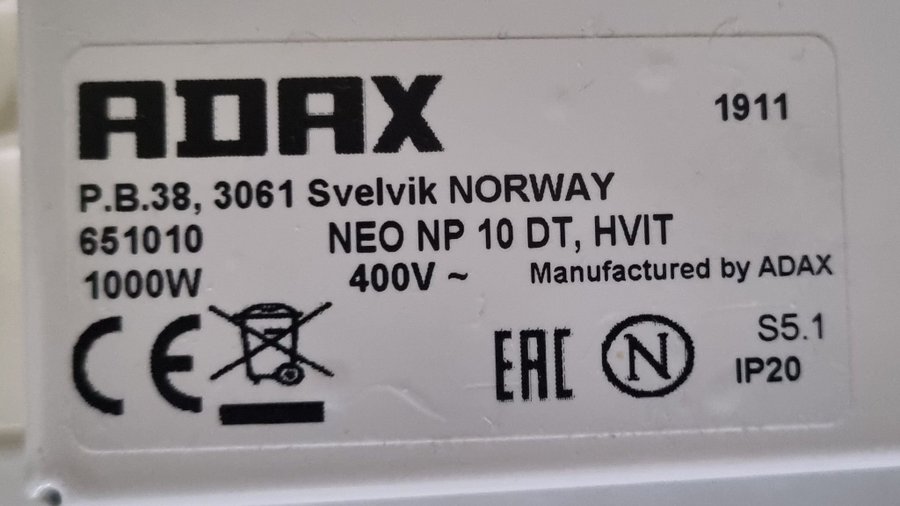 ADAX 1911
P.B.38, 3061 Svelvik NORWAY
651010 NEO NP 10 DT, HVIT
1000W 400V ~ Manufactured by ADAX
CE EAC N S5.1
IP20